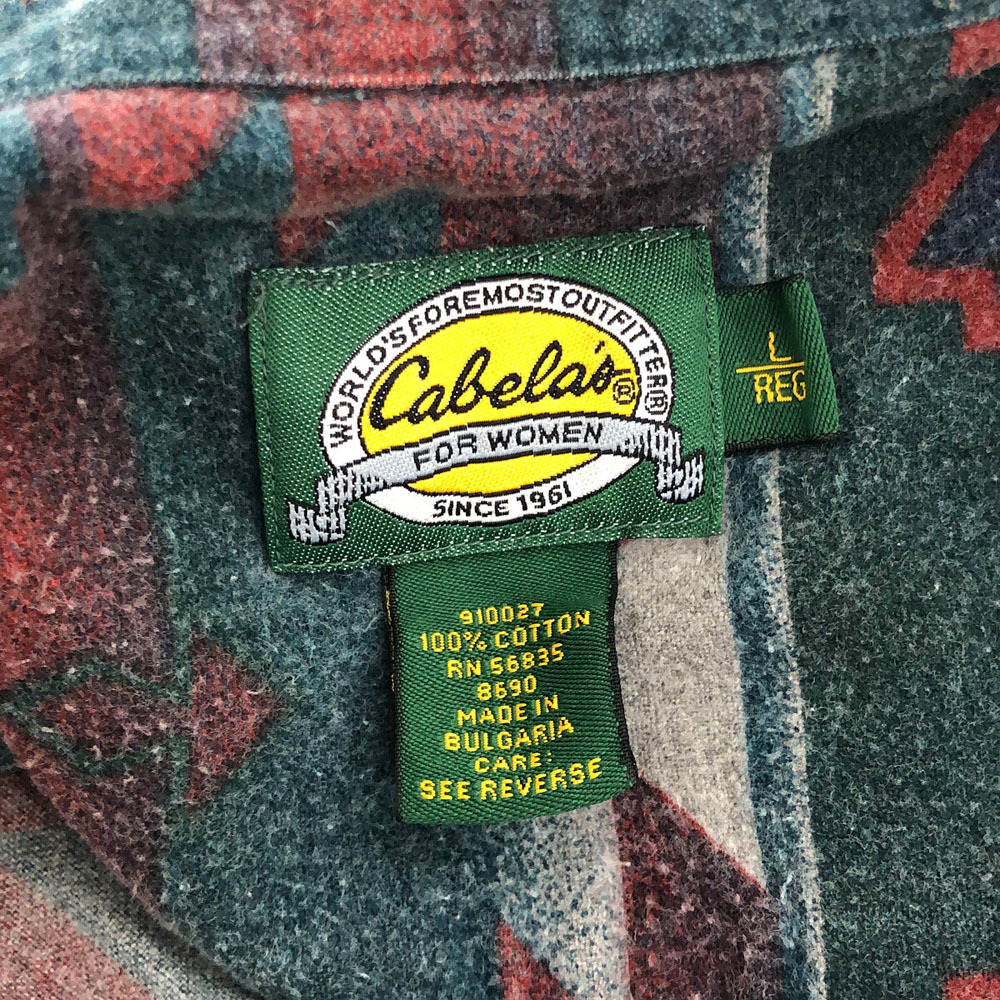 WORLD'S FOREMOST OUTFITTER®
Cabela's®
FOR WOMEN
SINCE 1961
L
REG
910027
100% COTTON
RN 56835
8690
MADE IN
BULGARIA
CARE:
SEE REVERSE